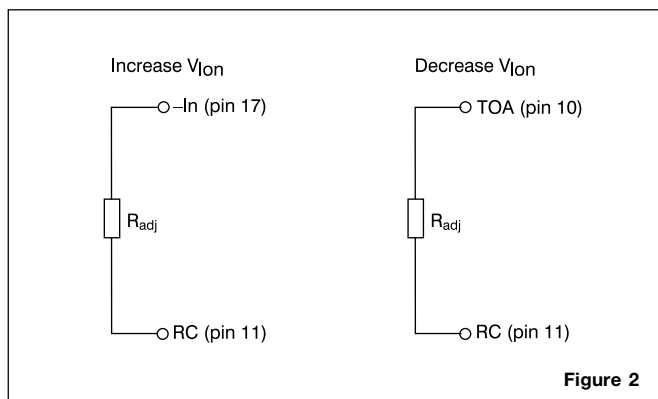 Increase VIon
–In (pin 17)
Radj
RC (pin 11)
Decrease VIon
TOA (pin 10)
Radj
RC (pin 11)
Figure 2